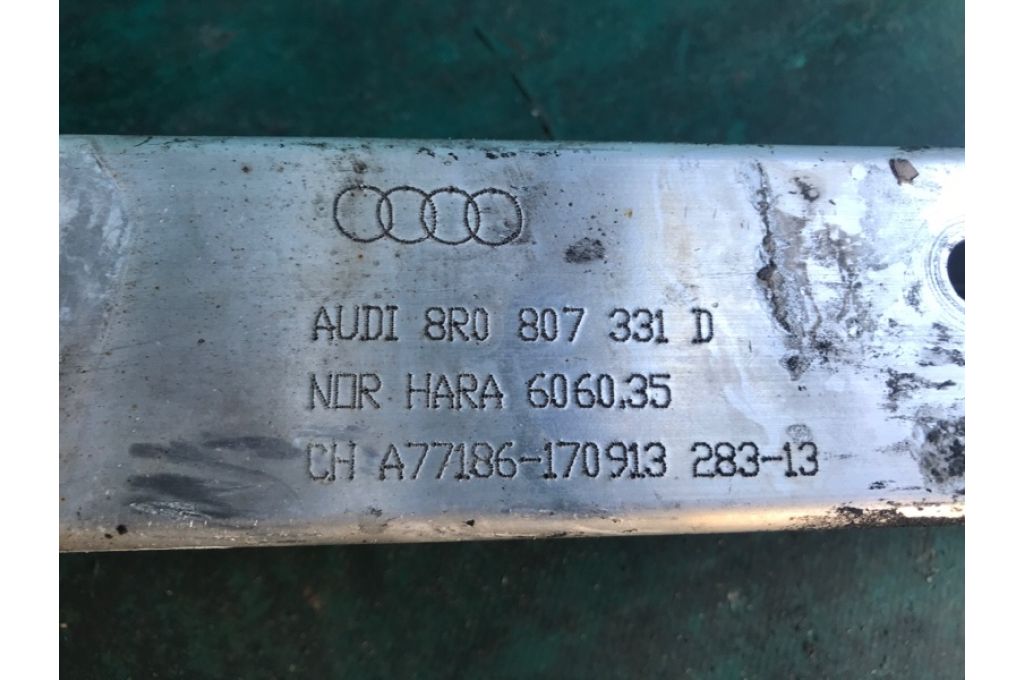 AUDI 8R0 807 331 D
NOR HARA 6060.35
CH A77186-170913 283-13